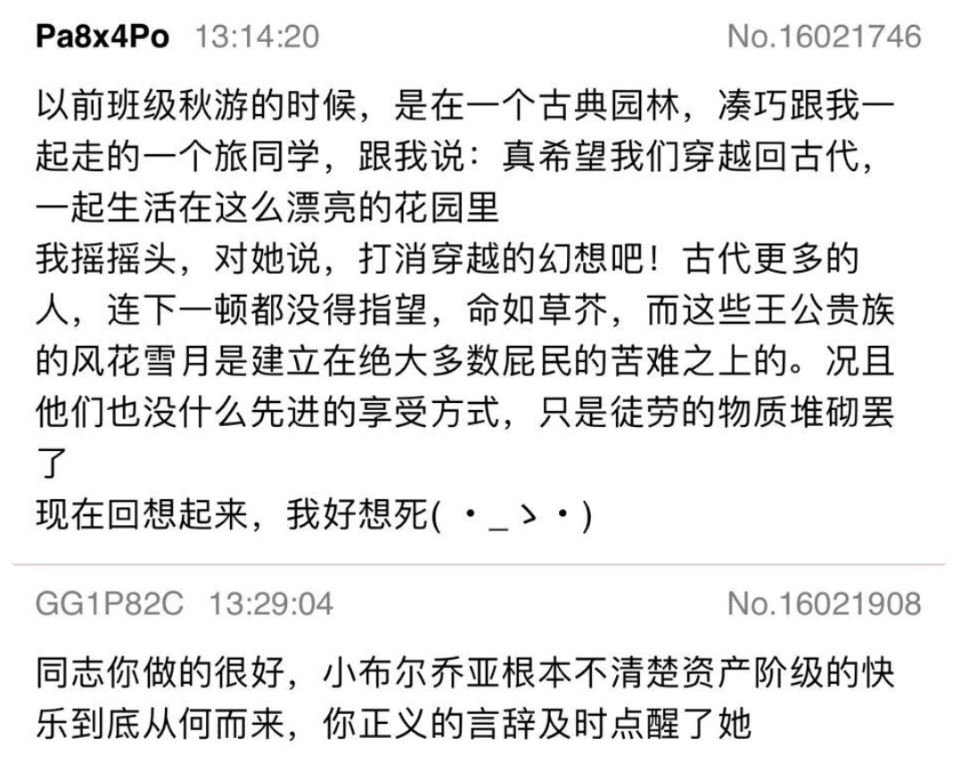 Pa8x4Po 13:14:20 No.16021746
以前班级秋游的时候，是在一个古典园林，凑巧跟我一
起走的一个旅同学，跟我说：真希望我们穿越回古代，
一起生活在这么漂亮的花园里
我摇摇头，对她说，打消穿越的幻想吧！古代更多的
人，连下一顿都没得指望，命如草芥，而这些王公贵族
的风花雪月是建立在绝大多数屁民的苦难之上的。况且
他们也没什么先进的享受方式，只是徒劳的物质堆砌罢
了
现在回想起来，我好想死( ・_ゝ・)
GG1P82C 13:29:04 No.16021908
同志你做的很好，小布尔乔亚根本不清楚资产阶级的快
乐到底从何而来，你正义的言辞及时点醒了她